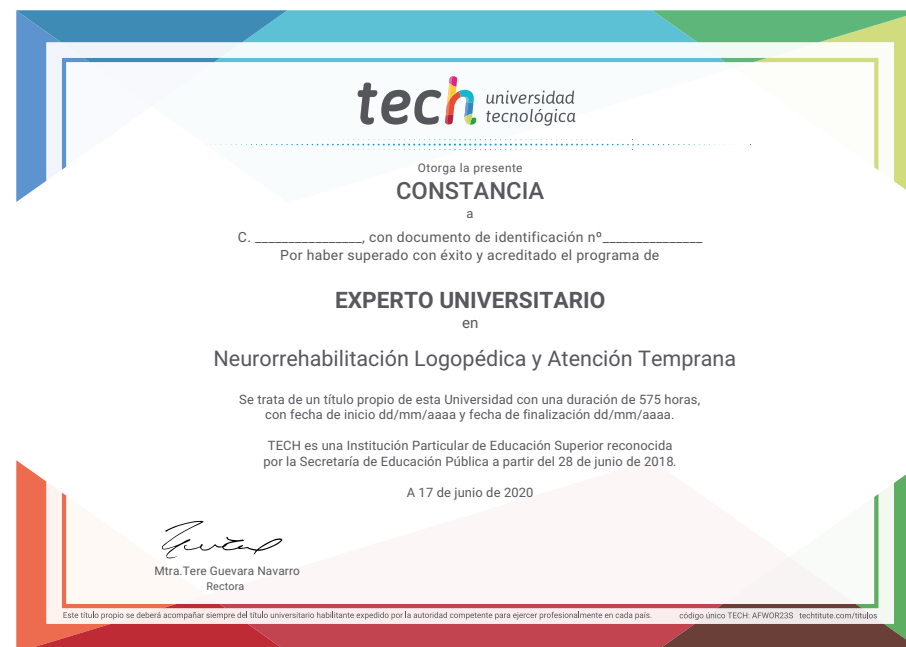 tech universidad
tecnológica
Otorga la presente
CONSTANCIA
a
C. ________________, con documento de identificación nº_______________
Por haber superado con éxito y acreditado el programa de
EXPERTO UNIVERSITARIO
en
Neurorrehabilitación Logopédica y Atención Temprana
Se trata de un título propio de esta Universidad con una duración de 575 horas,
con fecha de inicio dd/mm/aaaa y fecha de finalización dd/mm/aaaa.
TECH es una Institución Particular de Educación Superior reconocida
por la Secretaría de Educación Pública a partir del 28 de junio de 2018.
A 17 de junio de 2020
Mtra.Tere Guevara Navarro
Rectora
Este título propio se deberá acompañar siempre del título universitario habilitante expedido por la autoridad competente para ejercer profesionalmente en cada país. código único TECH: AFWOR23S techtitute.com/títulos